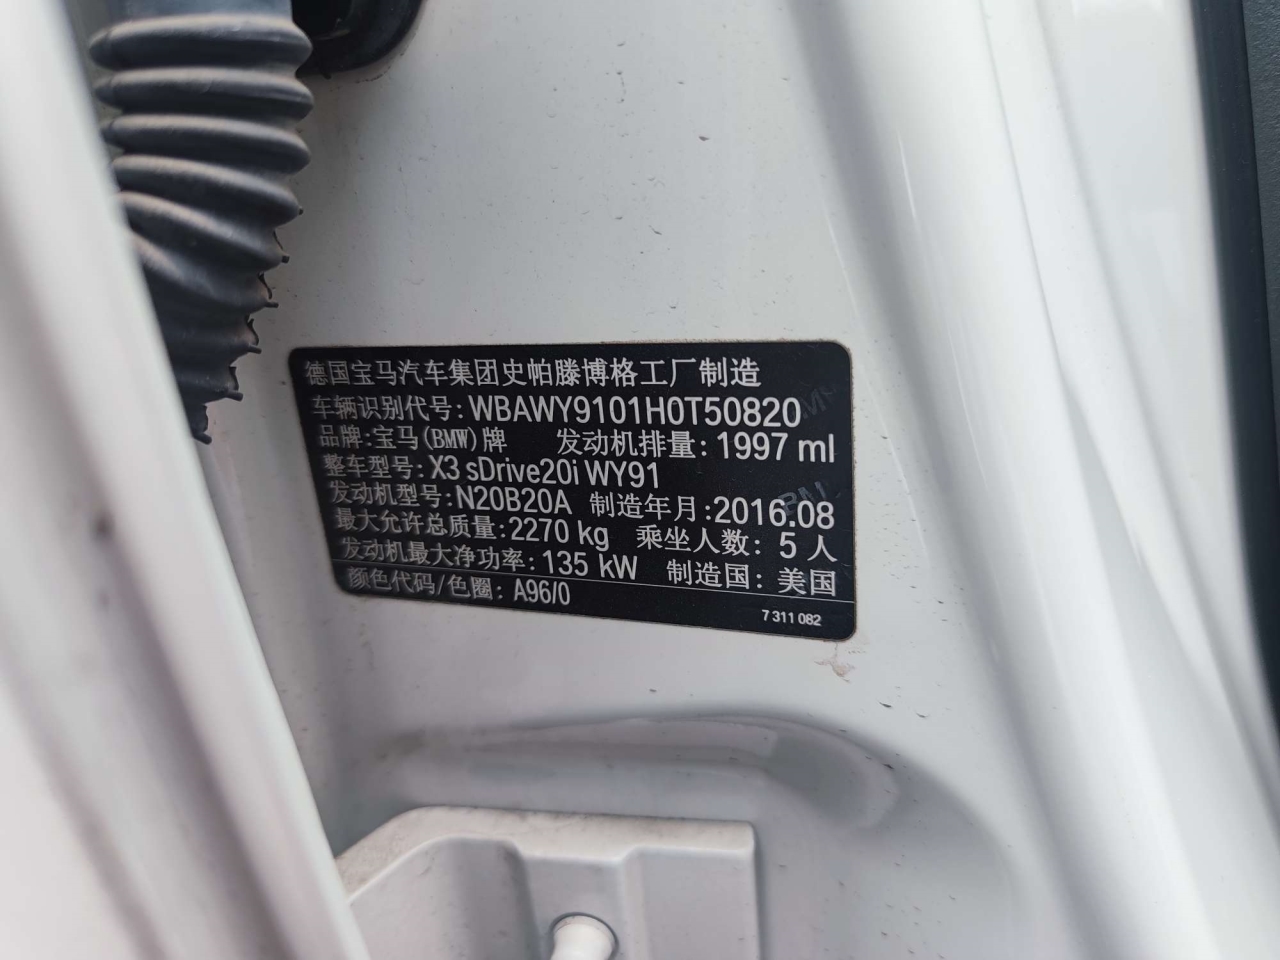 德国宝马汽车集团史帕滕博格工厂制造
车辆识别代号: WBAWY9101H0T50820
品牌: 宝马(BMW)牌 发动机排量: 1997 ml
整车型号: X3 sDrive20i WY91
发动机型号: N20B20A 制造年月: 2016.08
最大允许总质量: 2270 kg 乘坐人数: 5 人
发动机最大净功率: 135 kW 制造国: 美国
颜色代码/色圈: A96/0
7 311 082